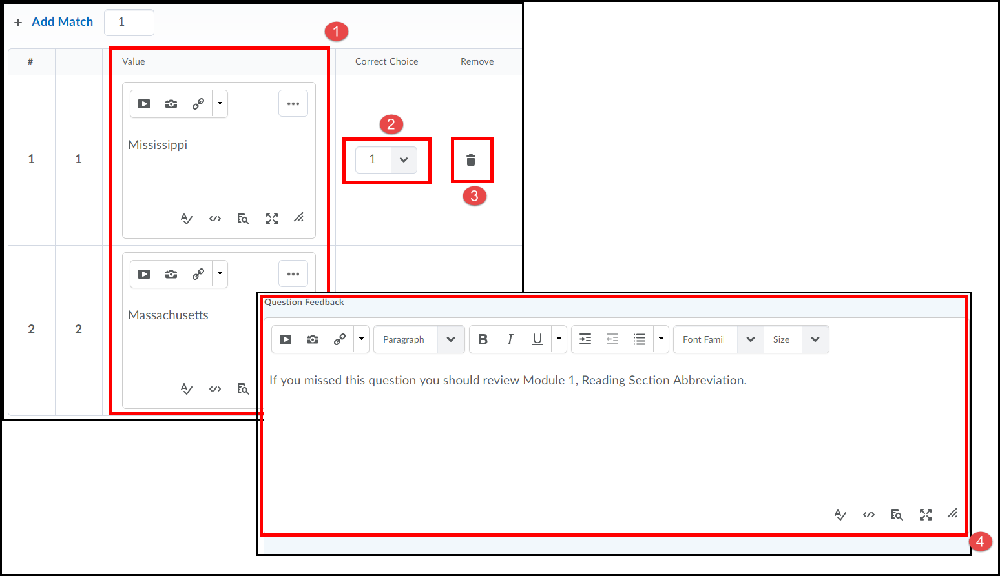 + Add Match 1
1
# Value Correct Choice Remove
2
Mississippi
1 1 1
3
Massachusetts
2 2
Question Feedback
Paragraph B I U Font Famil Size
If you missed this question you should review Module 1, Reading Section Abbreviation.
4